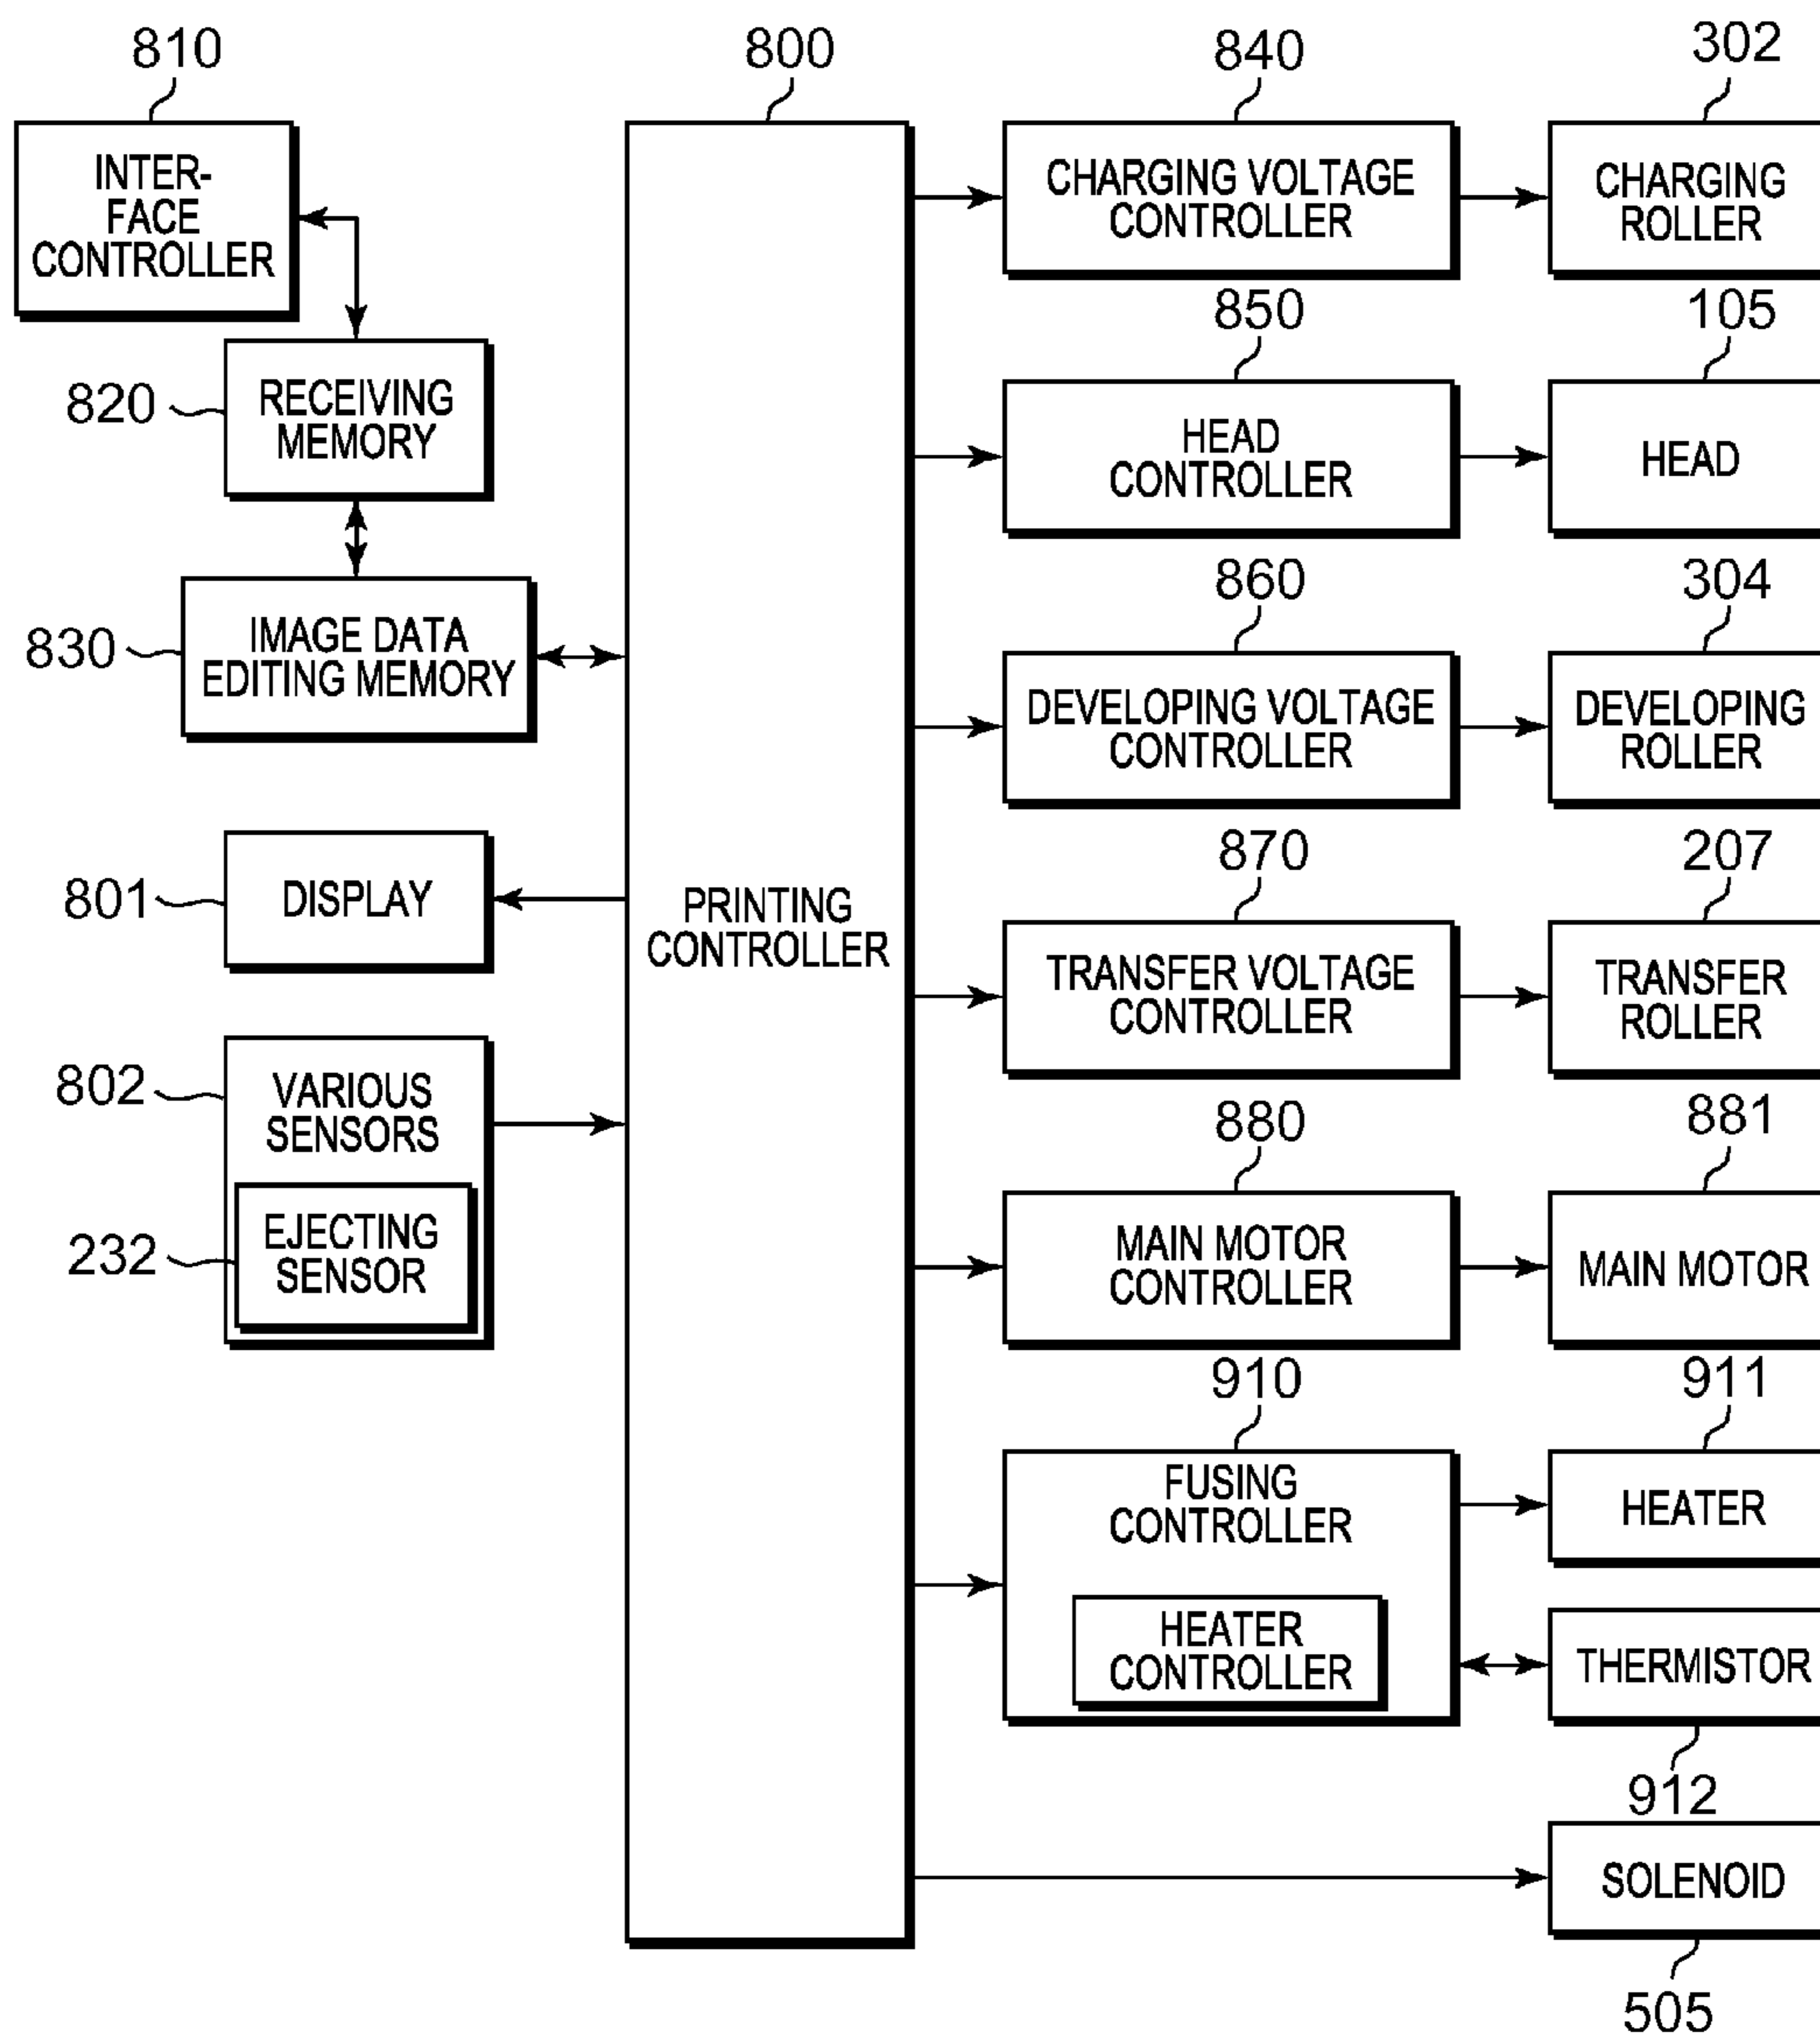 810
800
840
302
INTER-
FACE
CONTROLLER
CHARGING VOLTAGE
CONTROLLER
CHARGING
ROLLER
850
105
820
RECEIVING
MEMORY
HEAD
CONTROLLER
HEAD
860
304
830
IMAGE DATA
EDITING MEMORY
DEVELOPING VOLTAGE
CONTROLLER
DEVELOPING
ROLLER
870
207
801
DISPLAY
PRINTING
CONTROLLER
TRANSFER VOLTAGE
CONTROLLER
TRANSFER
ROLLER
802
VARIOUS
SENSORS
880
881
232
EJECTING
SENSOR
MAIN MOTOR
CONTROLLER
MAIN MOTOR
910
911
FUSING
CONTROLLER
HEATER
HEATER
CONTROLLER
THERMISTOR
912
SOLENOID
505